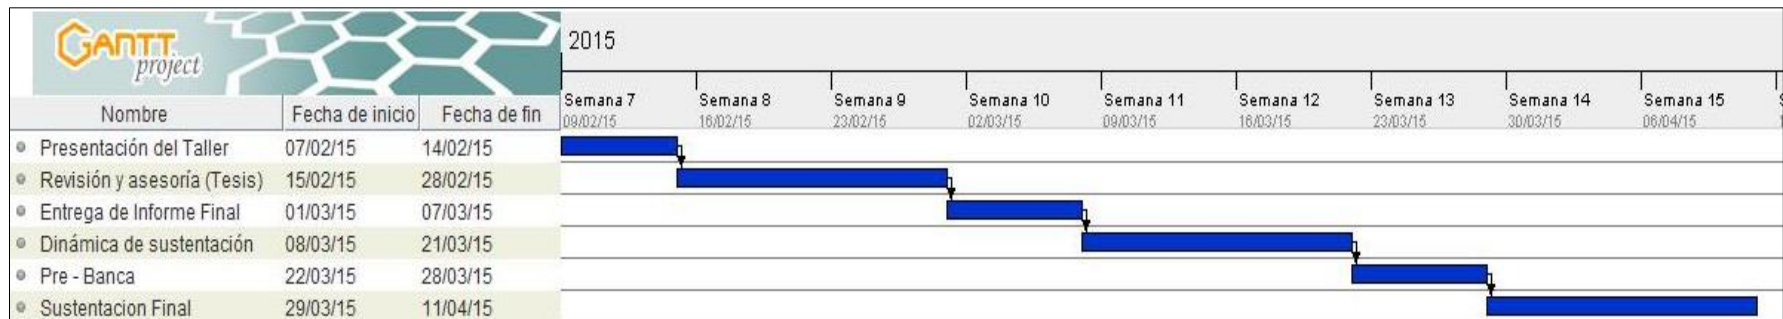 GANTT
project
2015
Nombre Fecha de inicio Fecha de fin
Semana 7 Semana 8 Semana 9 Semana 10 Semana 11 Semana 12 Semana 13 Semana 14 Semana 15
09/02/15 16/02/15 23/02/15 02/03/15 09/03/15 16/03/15 23/03/15 30/03/15 06/04/15
Presentación del Taller 07/02/15 14/02/15
Revisión y asesoría (Tesis) 15/02/15 28/02/15
Entrega de Informe Final 01/03/15 07/03/15
Dinámica de sustentación 08/03/15 21/03/15
Pre - Banca 22/03/15 28/03/15
Sustentacion Final 29/03/15 11/04/15